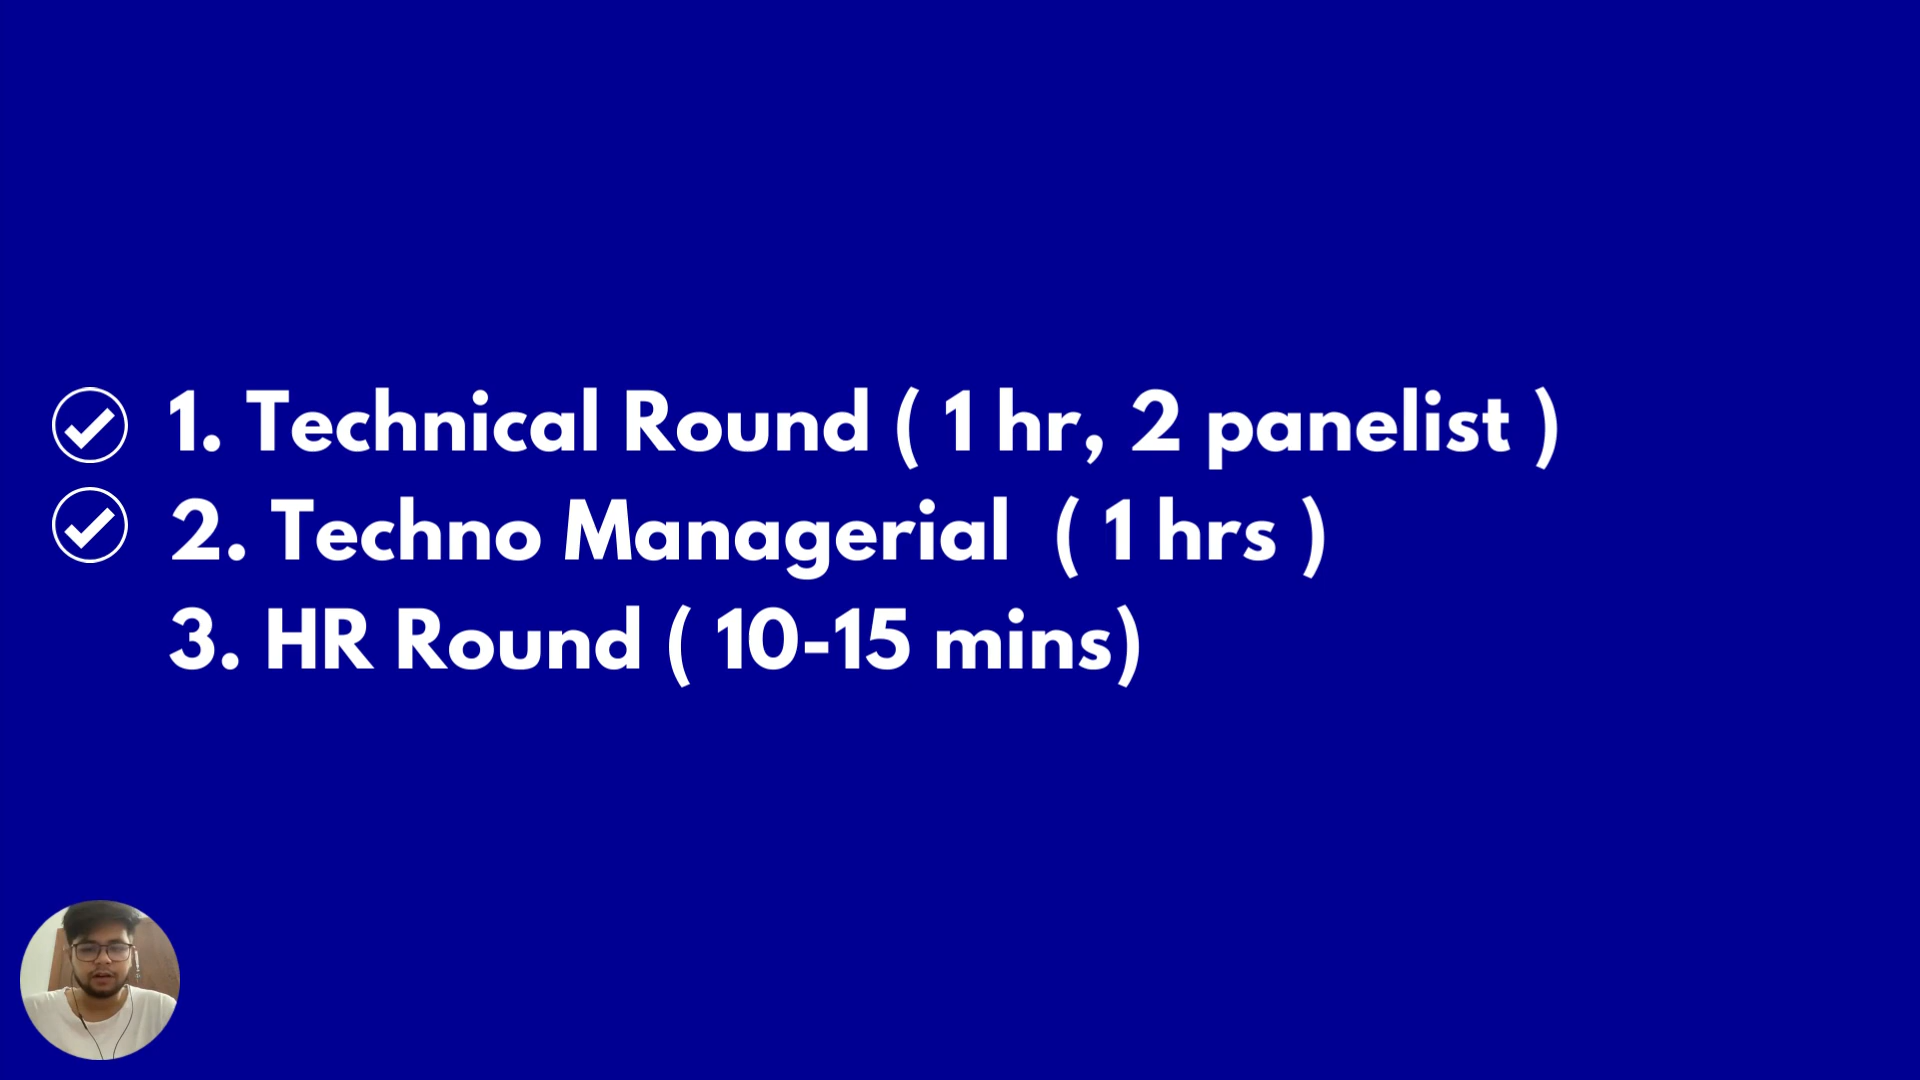 1. Technical Round ( 1 hr, 2 panelist )
2. Techno Managerial  ( 1 hrs )
3. HR Round ( 10-15 mins)